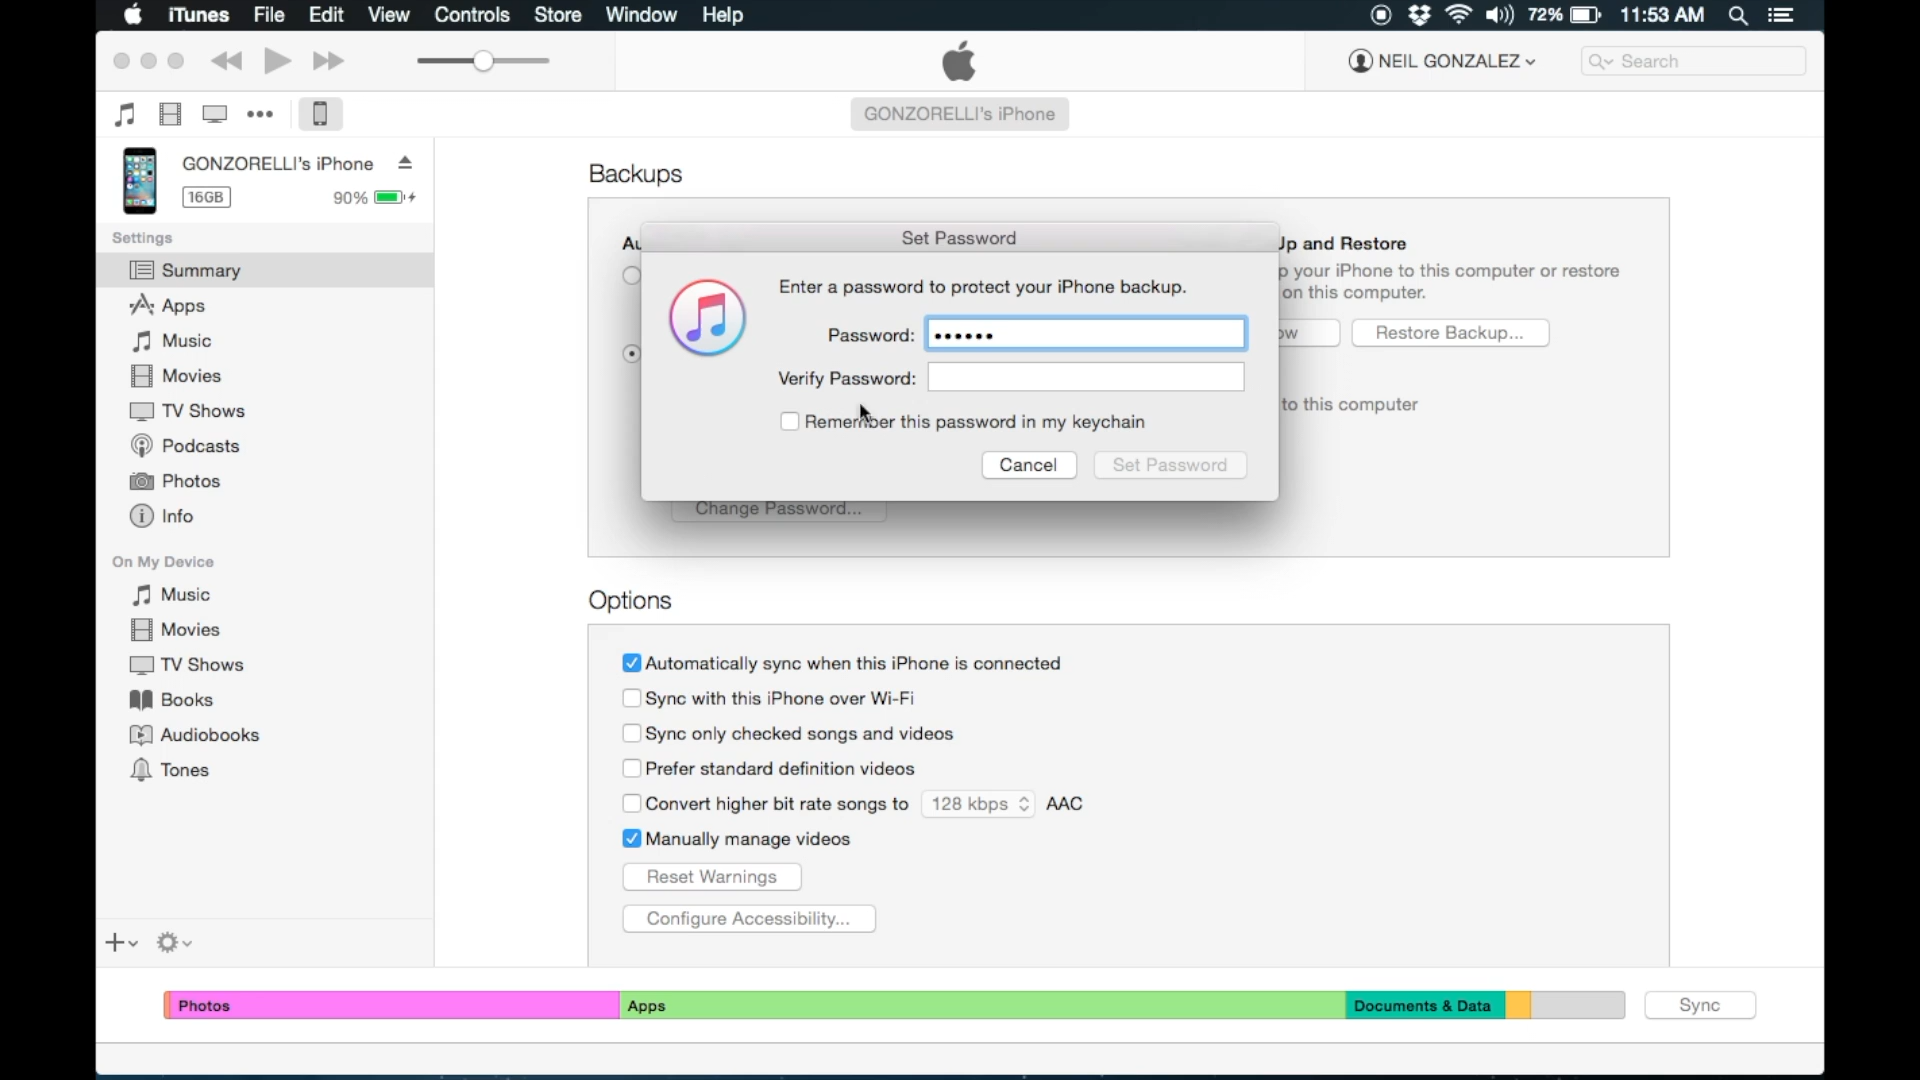 iTunes File Edit View Controls Store Window Help 72% 11:53 AM
NEIL GONZALEZ Search
GONZORELLI's iPhone
GONZORELLI's iPhone
16GB 90%
Settings
Summary
Apps
Music
Movies
TV Shows
Podcasts
Photos
Info
On My Device
Music
Movies
TV Shows
Books
Audiobooks
Tones
Backups
Set Password
Enter a password to protect your iPhone backup.
Password: ••••••
Verify Password:
Remember this password in my keychain
Cancel Set Password
Up and Restore
your iPhone to this computer or restore
on this computer.
Restore Backup...
to this computer
Change Password...
Options
Automatically sync when this iPhone is connected
Sync with this iPhone over Wi-Fi
Sync only checked songs and videos
Prefer standard definition videos
Convert higher bit rate songs to 128 kbps AAC
Manually manage videos
Reset Warnings
Configure Accessibility...
Photos Apps Documents & Data Sync